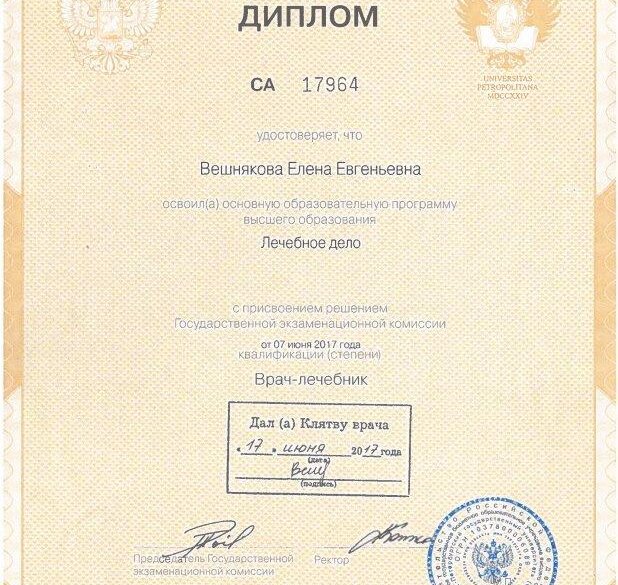 ДИПЛОМ
UNIVERSITAS
PETROPOLITANA
MDCCXXIV
СА 17964
удостоверяет, что
Вешнякова Елена Евгеньевна
освоил(а) основную образовательную программу
высшего образования
Лечебное дело
с присвоением решением
Государственной экзаменационной комиссии
от 07 июня 2017 года
квалификации (степени)
Врач-лечебник
Дал (а) Клятву врача
« 17 » июня 2017 года
(дата)
(подпись)
Председатель Государственной
экзаменационной комиссии
Ректор